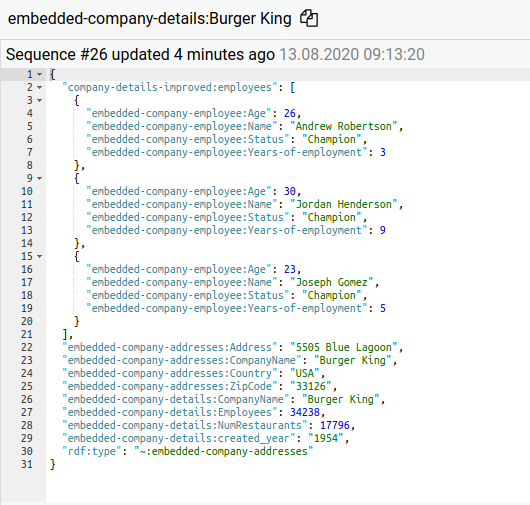 embedded-company-details:Burger King
Sequence #26 updated 4 minutes ago 13.08.2020 09:13:20
1 {
2 "company-details-improved:employees": [
3 {
4 "embedded-company-employee:Age": 26,
5 "embedded-company-employee:Name": "Andrew Robertson",
6 "embedded-company-employee:Status": "Champion",
7 "embedded-company-employee:Years-of-employment": 3
8 },
9 {
10 "embedded-company-employee:Age": 30,
11 "embedded-company-employee:Name": "Jordan Henderson",
12 "embedded-company-employee:Status": "Champion",
13 "embedded-company-employee:Years-of-employment": 9
14 },
15 {
16 "embedded-company-employee:Age": 23,
17 "embedded-company-employee:Name": "Joseph Gomez",
18 "embedded-company-employee:Status": "Champion",
19 "embedded-company-employee:Years-of-employment": 5
20 }
21 ],
22 "embedded-company-addresses:Address": "5505 Blue Lagoon",
23 "embedded-company-addresses:CompanyName": "Burger King",
24 "embedded-company-addresses:Country": "USA",
25 "embedded-company-addresses:ZipCode": "33126",
26 "embedded-company-details:CompanyName": "Burger King",
27 "embedded-company-details:Employees": 34238,
28 "embedded-company-details:NumRestaurants": 17796,
29 "embedded-company-details:created_year": "1954",
30 "rdf:type": "~:embedded-company-addresses"
31 }